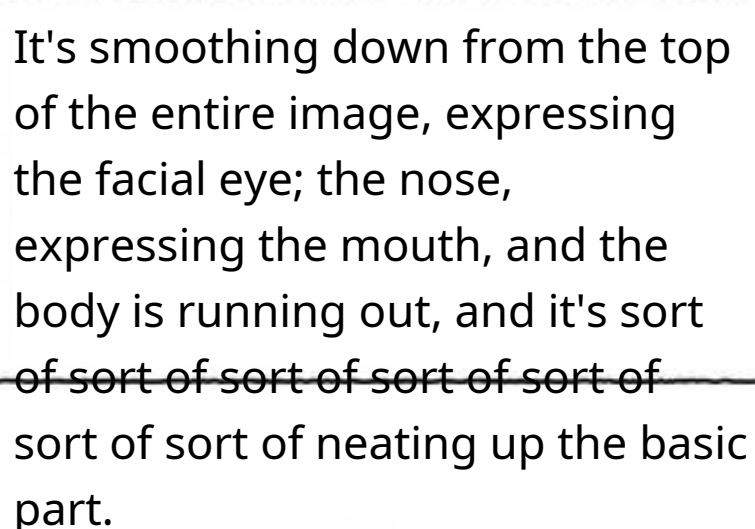 It's smoothing down from the top
of the entire image, expressing
the facial eye; the nose,
expressing the mouth, and the
body is running out, and it's sort
of sort of sort of sort of sort of
sort of sort of neating up the basic
part.